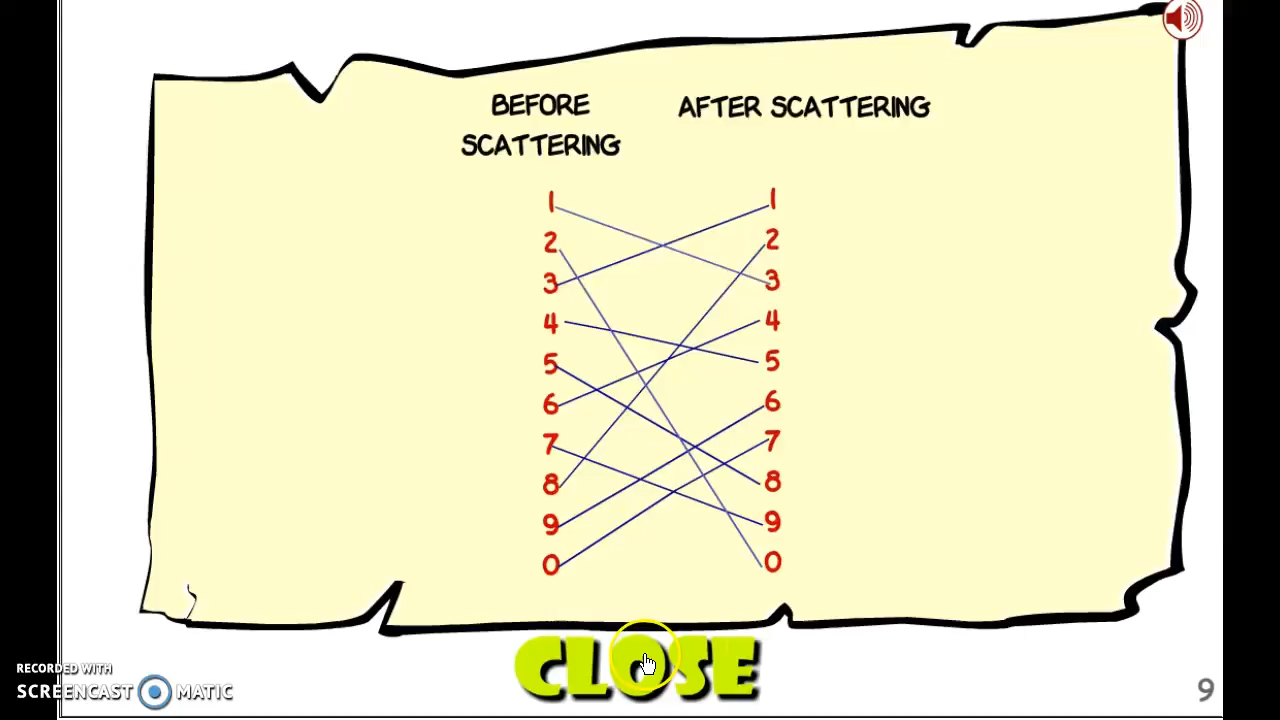 BEFORE
SCATTERING
AFTER SCATTERING
1 1
2 2
3 3
4 4
5 5
6 6
7 7
8 8
9 9
0 0
CLOSE
RECORDED WITH
SCREENCAST MATIC
9